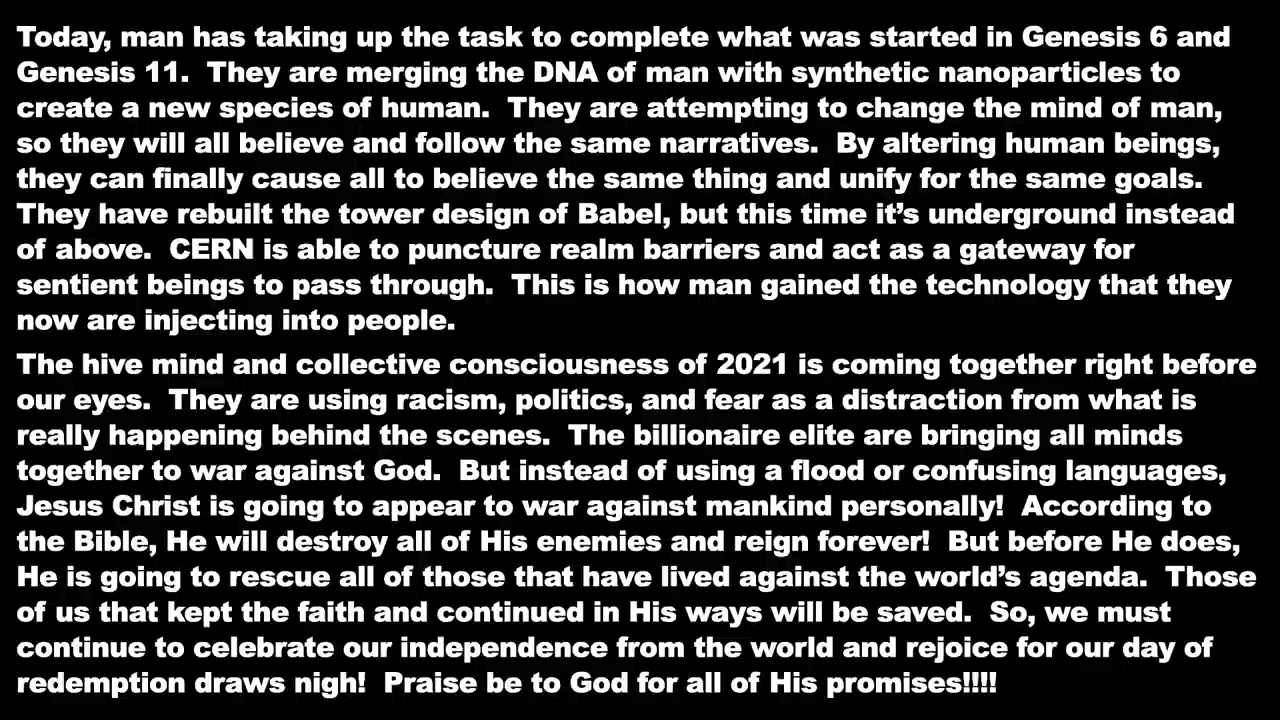 Today, man has taking up the task to complete what was started in Genesis 6 and
Genesis 11.  They are merging the DNA of man with synthetic nanoparticles to
create a new species of human.  They are attempting to change the mind of man,
so they will all believe and follow the same narratives.  By altering human beings,
they can finally cause all to believe the same thing and unify for the same goals.
They have rebuilt the tower design of Babel, but this time it’s underground instead
of above.  CERN is able to puncture realm barriers and act as a gateway for
sentient beings to pass through.  This is how man gained the technology that they
now are injecting into people.
The hive mind and collective consciousness of 2021 is coming together right before
our eyes.  They are using racism, politics, and fear as a distraction from what is
really happening behind the scenes.  The billionaire elite are bringing all minds
together to war against God.  But instead of using a flood or confusing languages,
Jesus Christ is going to appear to war against mankind personally!  According to
the Bible, He will destroy all of His enemies and reign forever!  But before He does,
He is going to rescue all of those that have lived against the world’s agenda.  Those
of us that kept the faith and continued in His ways will be saved.  So, we must
continue to celebrate our independence from the world and rejoice for our day of
redemption draws nigh!  Praise be to God for all of His promises!!!!